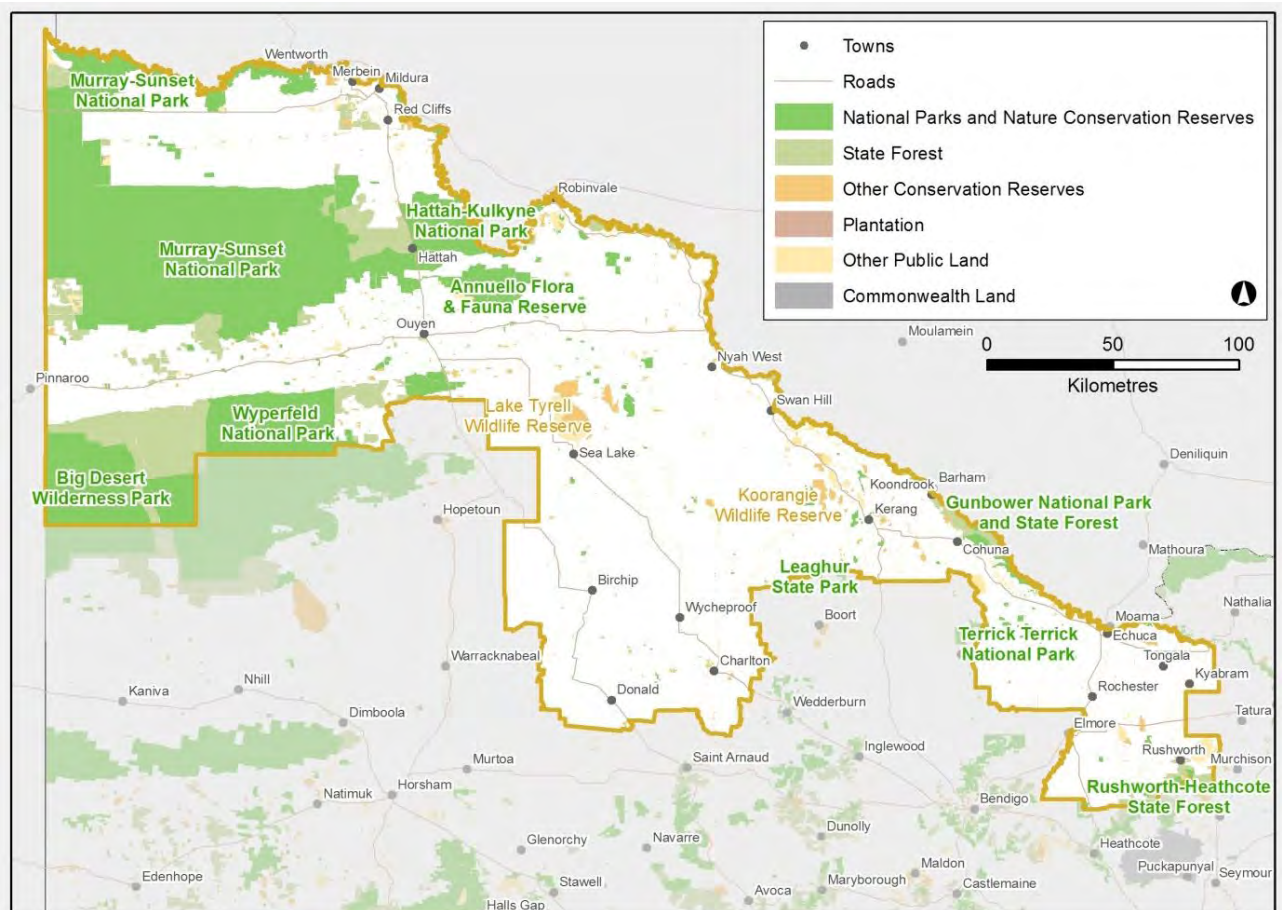 Wentworth
Merbein
Mildura
Murray-Sunset
National Park
Red Cliffs
Robinvale
Hattah-Kulkyne
National Park
Murray-Sunset
National Park
Hattah
Annuello Flora
& Fauna Reserve
Ouyen
Pinnaroo
Nyah West
Moulamein
Swan Hill
Wyperfeld
National Park
Lake Tyrell
Wildlife Reserve
Sea Lake
Big Desert
Wilderness Park
Hopetoun
Koorangie
Wildlife Reserve
Koondrook
Barham
Kerang
Gunbower National Park
and State Forest
Deniliquin
Mathoura
Cohuna
Leaghur
State Park
Birchip
Wycheproof
Boort
Moama
Echuca
Nathalia
Terrick Terrick
National Park
Tongala
Kyabram
Warracknabeal
Charlton
Donald
Rochester
Kaniva
Nhill
Dimboola
Wedderburn
Elmore
Tatura
Murtoa
Saint Arnaud
Inglewood
Rushworth
Murchison
Rushworth-Heathcote
State Forest
Natimuk
Horsham
Bendigo
Glenorchy
Navarre
Dunolly
Heathcote
Puckapunyal
Seymour
Edenhope
Stawell
Halls Gap
Avoca
Maldon
Maryborough
Castlemaine
Towns
Roads
National Parks and Nature Conservation Reserves
State Forest
Other Conservation Reserves
Plantation
Other Public Land
Commonwealth Land
0 50 100
Kilometres